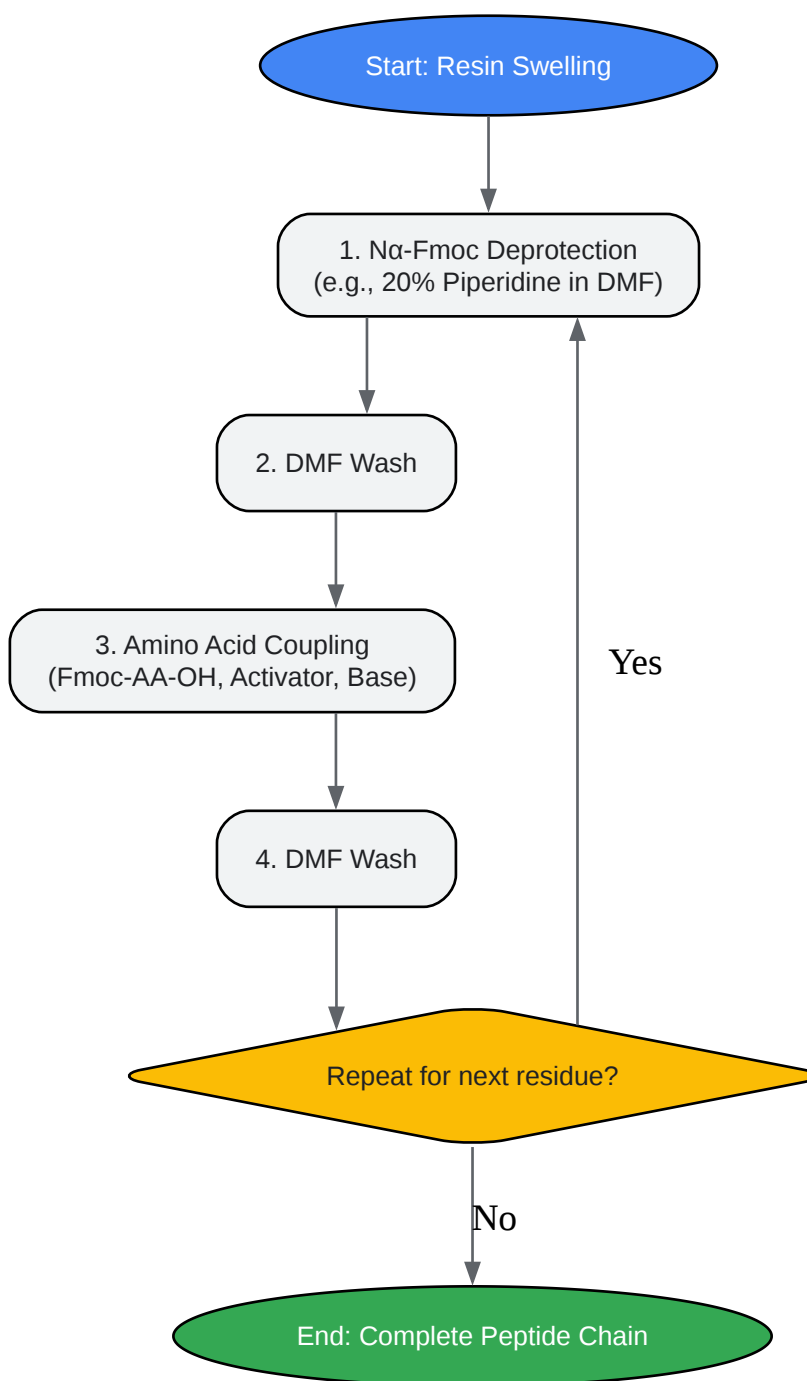 Start: Resin Swelling
1. Nα-Fmoc Deprotection
(e.g., 20% Piperidine in DMF)
2. DMF Wash
3. Amino Acid Coupling
(Fmoc-AA-OH, Activator, Base)
Yes
4. DMF Wash
Repeat for next residue?
No
End: Complete Peptide Chain